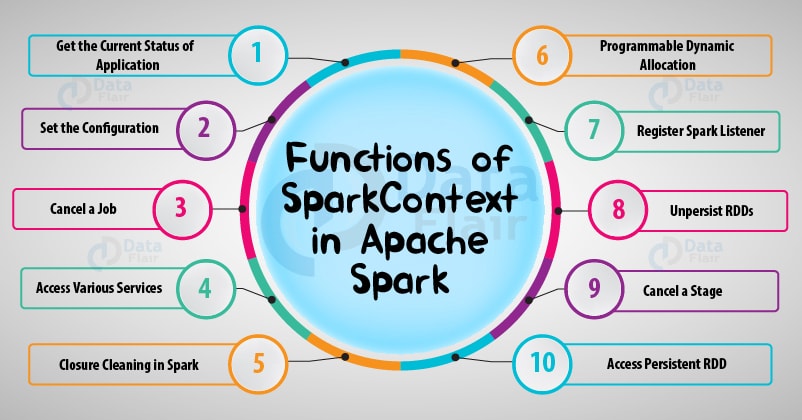 Get the Current Status of
Application
1
Set the Configuration
2
Cancel a Job
3
Access Various Services
4
Closure Cleaning in Spark
5
Functions of
SparkContext
in Apache
Spark
6
Programmable Dynamic
Allocation
7
Register Spark Listener
8
Unpersist RDDs
9
Cancel a Stage
10
Access Persistent RDD
Data
Flair
Data
Flair
Data
Flair
Data
Flair
Data
Flair